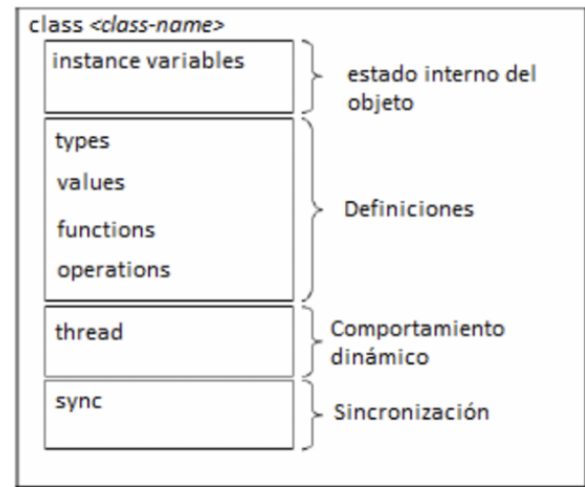 class <class-name>
instance variables
estado interno del
objeto
types
values
functions
operations
Definiciones
thread
Comportamiento
dinámico
sync
Sincronización